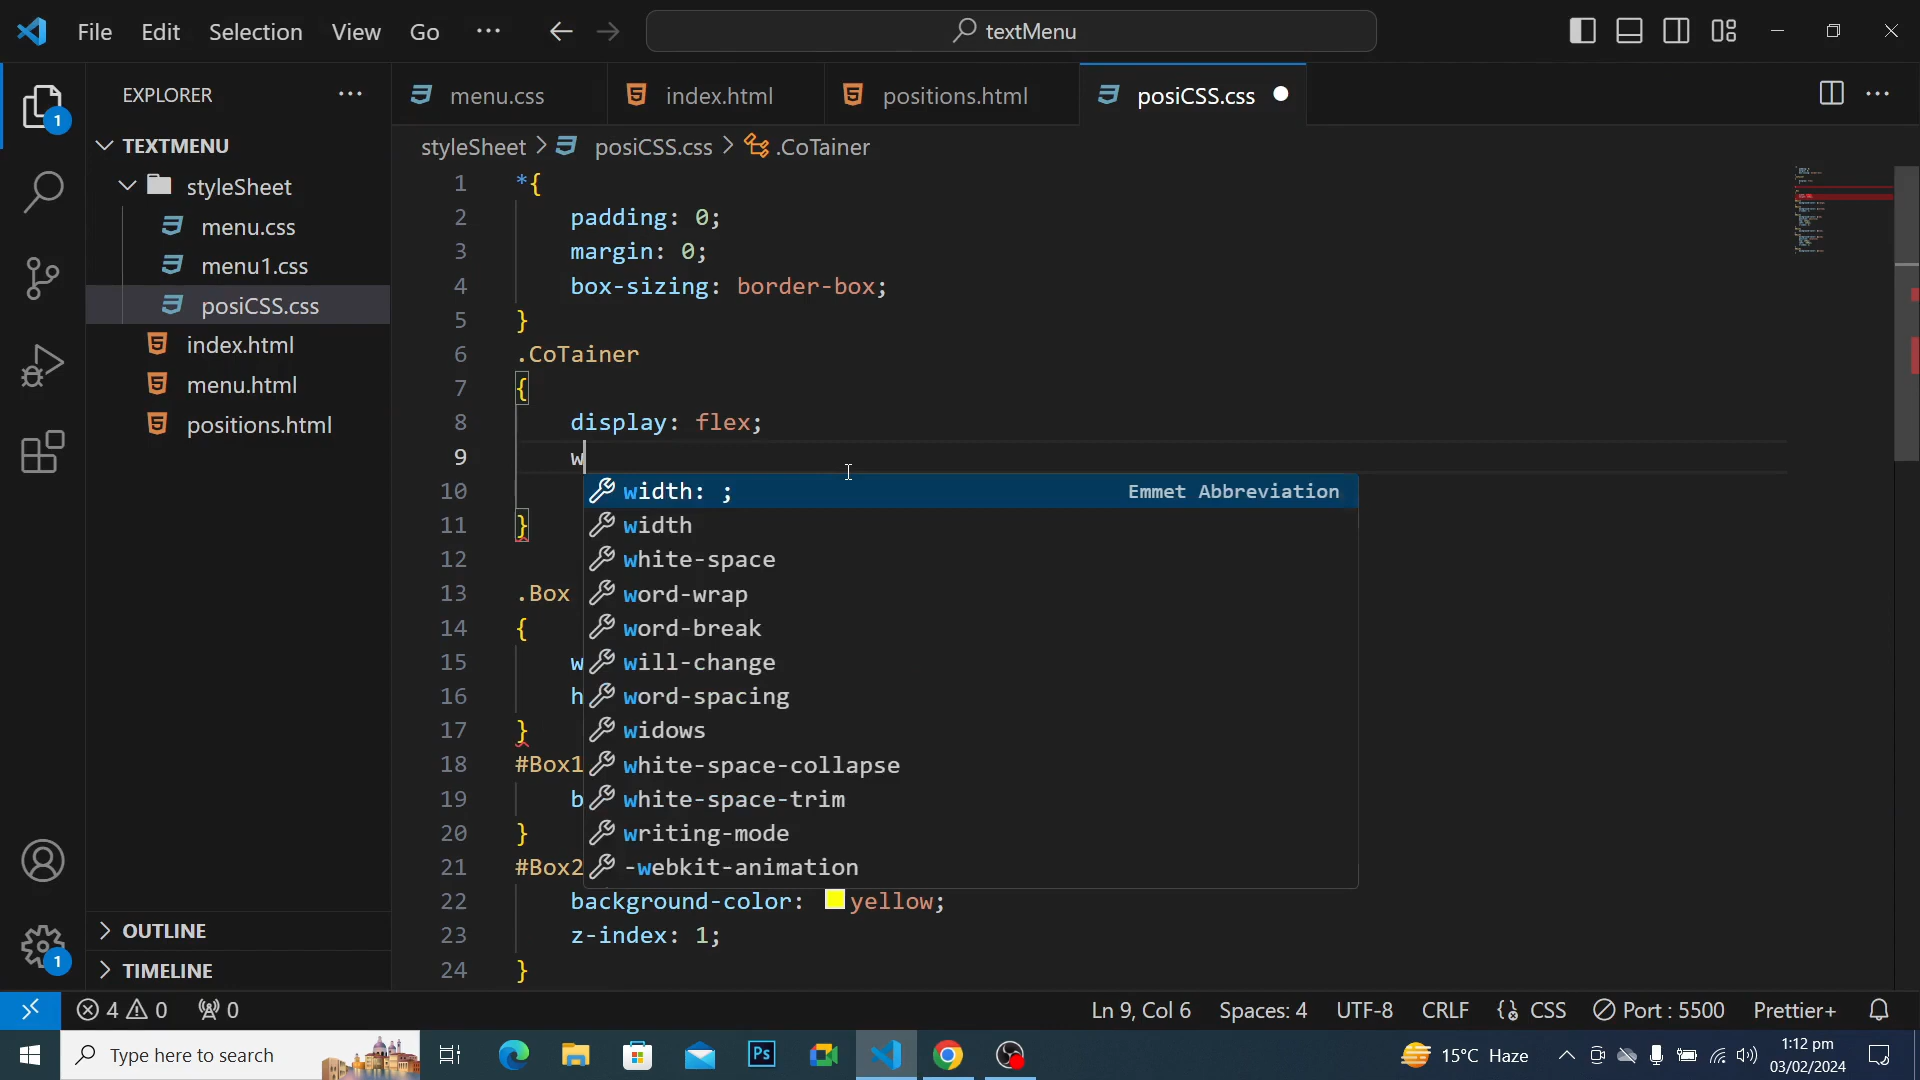 File Edit Selection View Go ··· textMenu
EXPLORER ···
menu.css index.html positions.html posiCSS.css ···
TEXTMENU
styleSheet
menu.css
menu1.css
posiCSS.css
index.html
menu.html
positions.html
OUTLINE
TIMELINE
1
1
styleSheet > posiCSS.css > .CoTainer
1 *{
2 padding: 0;
3 margin: 0;
4 box-sizing: border-box;
5 }
6 .CoTainer
7 {
8 display: flex;
9 w
10
11 }
12
13 .Box
14 {
15 w
16 h
17 }
18 #Box1
19 b
20 }
21 #Box2
22 background-color: yellow;
23 z-index: 1;
24 }
width: ; Emmet Abbreviation
width
white-space
word-wrap
word-break
will-change
word-spacing
widows
white-space-collapse
white-space-trim
writing-mode
-webkit-animation
4 0 0 Ln 9, Col 6 Spaces: 4 UTF-8 CRLF {} CSS Port : 5500 Prettier+
Type here to search Ps 15°C Haze 1:12 pm
03/02/2024